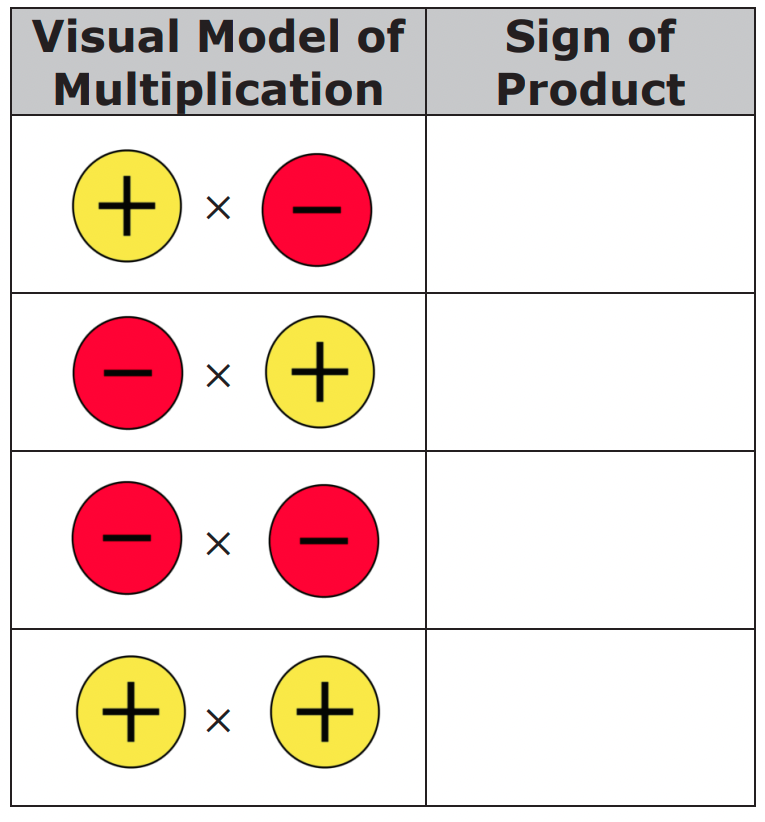 Visual Model of
Multiplication
Sign of
Product
+ × −
− × +
− × −
+ × +